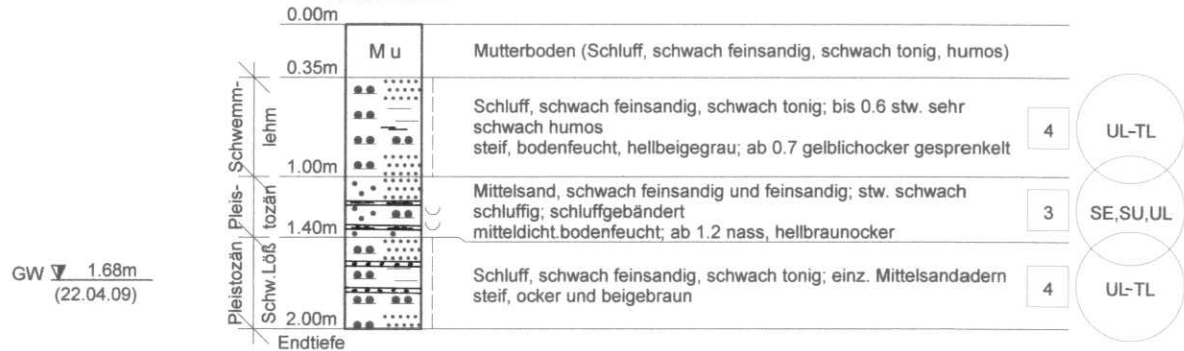 0.00m
M u
Mutterboden (Schluff, schwach feinsandig, schwach tonig, humos)
0.35m
Schwemm-
lehm
Schluff, schwach feinsandig, schwach tonig; bis 0.6 stw. sehr
schwach humos
steif, bodenfeucht, hellbeigegrau; ab 0.7 gelblichocker gesprenkelt
4
UL-TL
1.00m
Pleis-
tozän
Mittelsand, schwach feinsandig und feinsandig; stw. schwach
schluffig; schluffgebändert
mitteldicht.bodenfeucht; ab 1.2 nass, hellbraunocker
3
SE,SU,UL
1.40m
GW 1.68m
(22.04.09)
Pleistozän
Schw.Löß
Schluff, schwach feinsandig, schwach tonig; einz. Mittelsandadern
steif, ocker und beigebraun
4
UL-TL
2.00m
Endtiefe